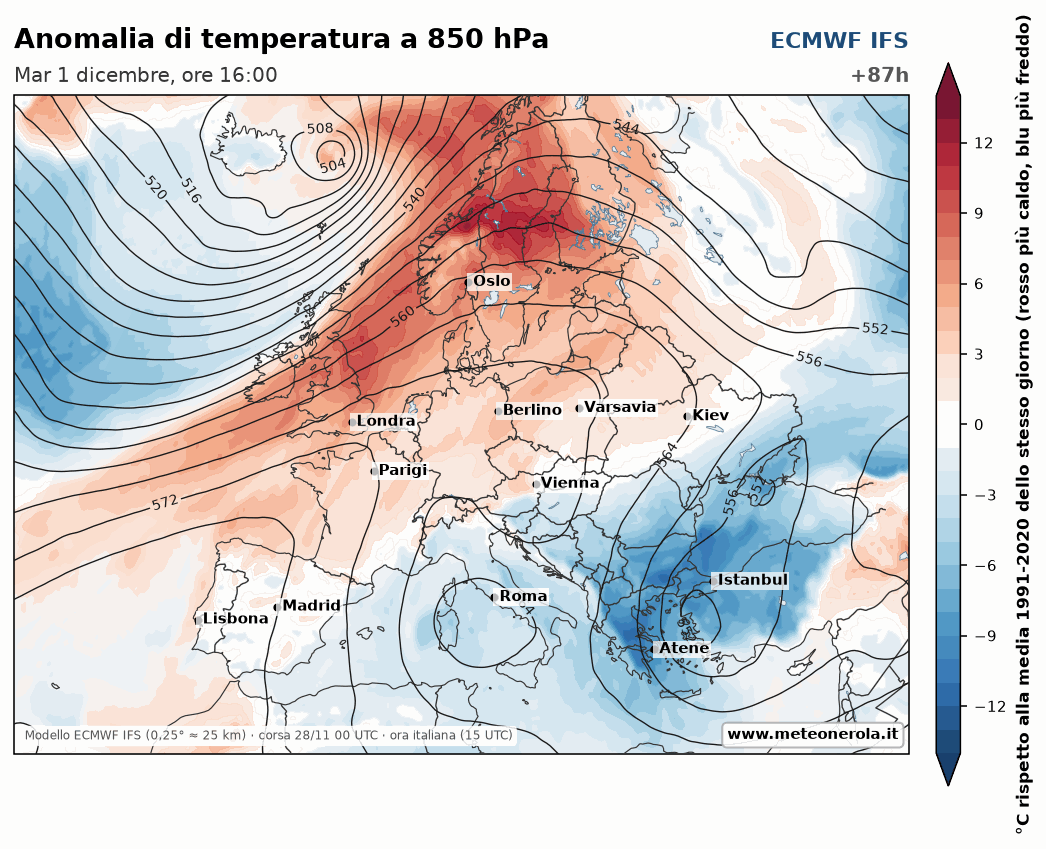 Anomalia di temperatura a 850 hPa
ECMWF IFS
Mar 1 dicembre, ore 16:00
+87h
508
504
544
520
516
540
560
552
556
572
564
556
552
Oslo
Londra
Berlino
Varsavia
Kiev
Parigi
Vienna
Istanbul
Roma
Madrid
Lisbona
Atene
Modello ECMWF IFS (0,25° ≈ 25 km) · corsa 28/11 00 UTC · ora italiana (15 UTC)
www.meteonerola.it
12
9
6
3
0
−3
−6
−9
−12
°C rispetto alla media 1991-2020 dello stesso giorno (rosso più caldo, blu più freddo)